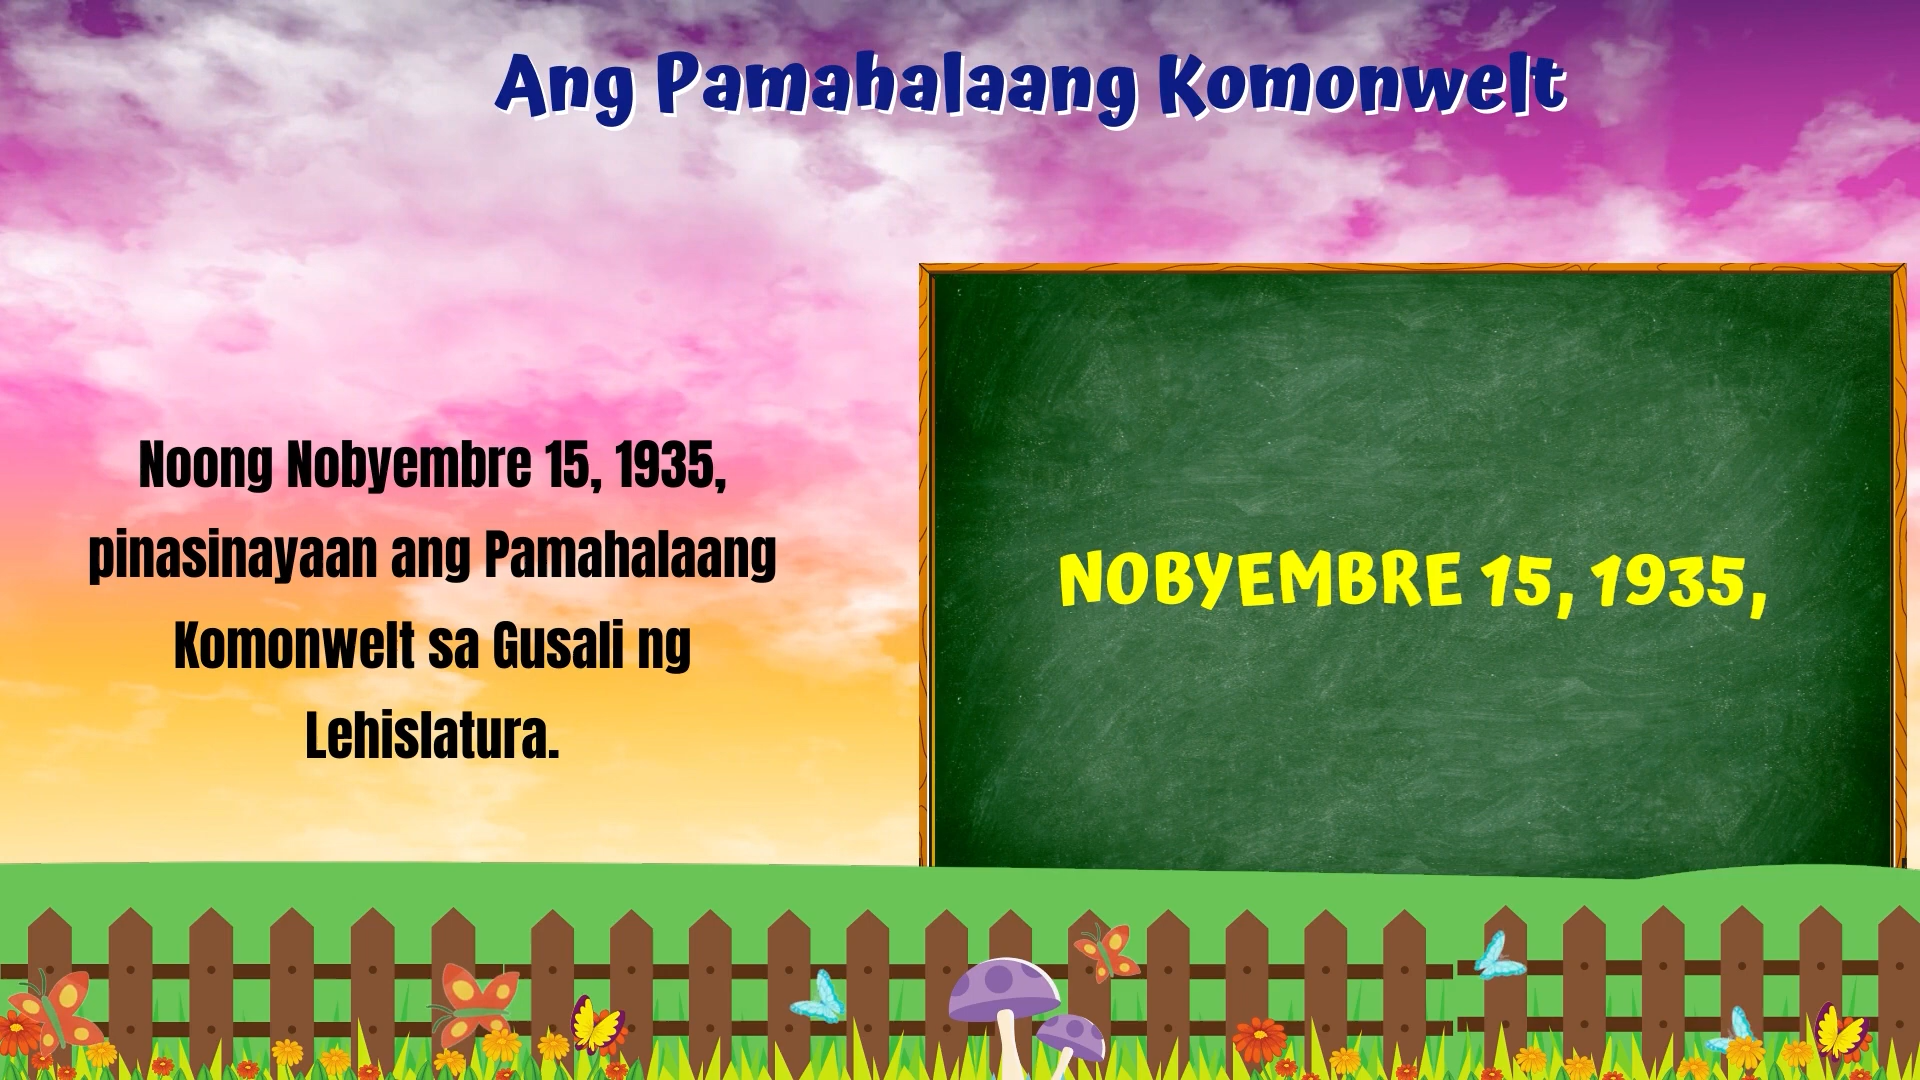 Ang Pamahalaang Komonwelt
Noong Nobyembre 15, 1935,
pinasinayaan ang Pamahalaang
Komonwelt sa Gusali ng
Lehislatura.
NOBYEMBRE 15, 1935,